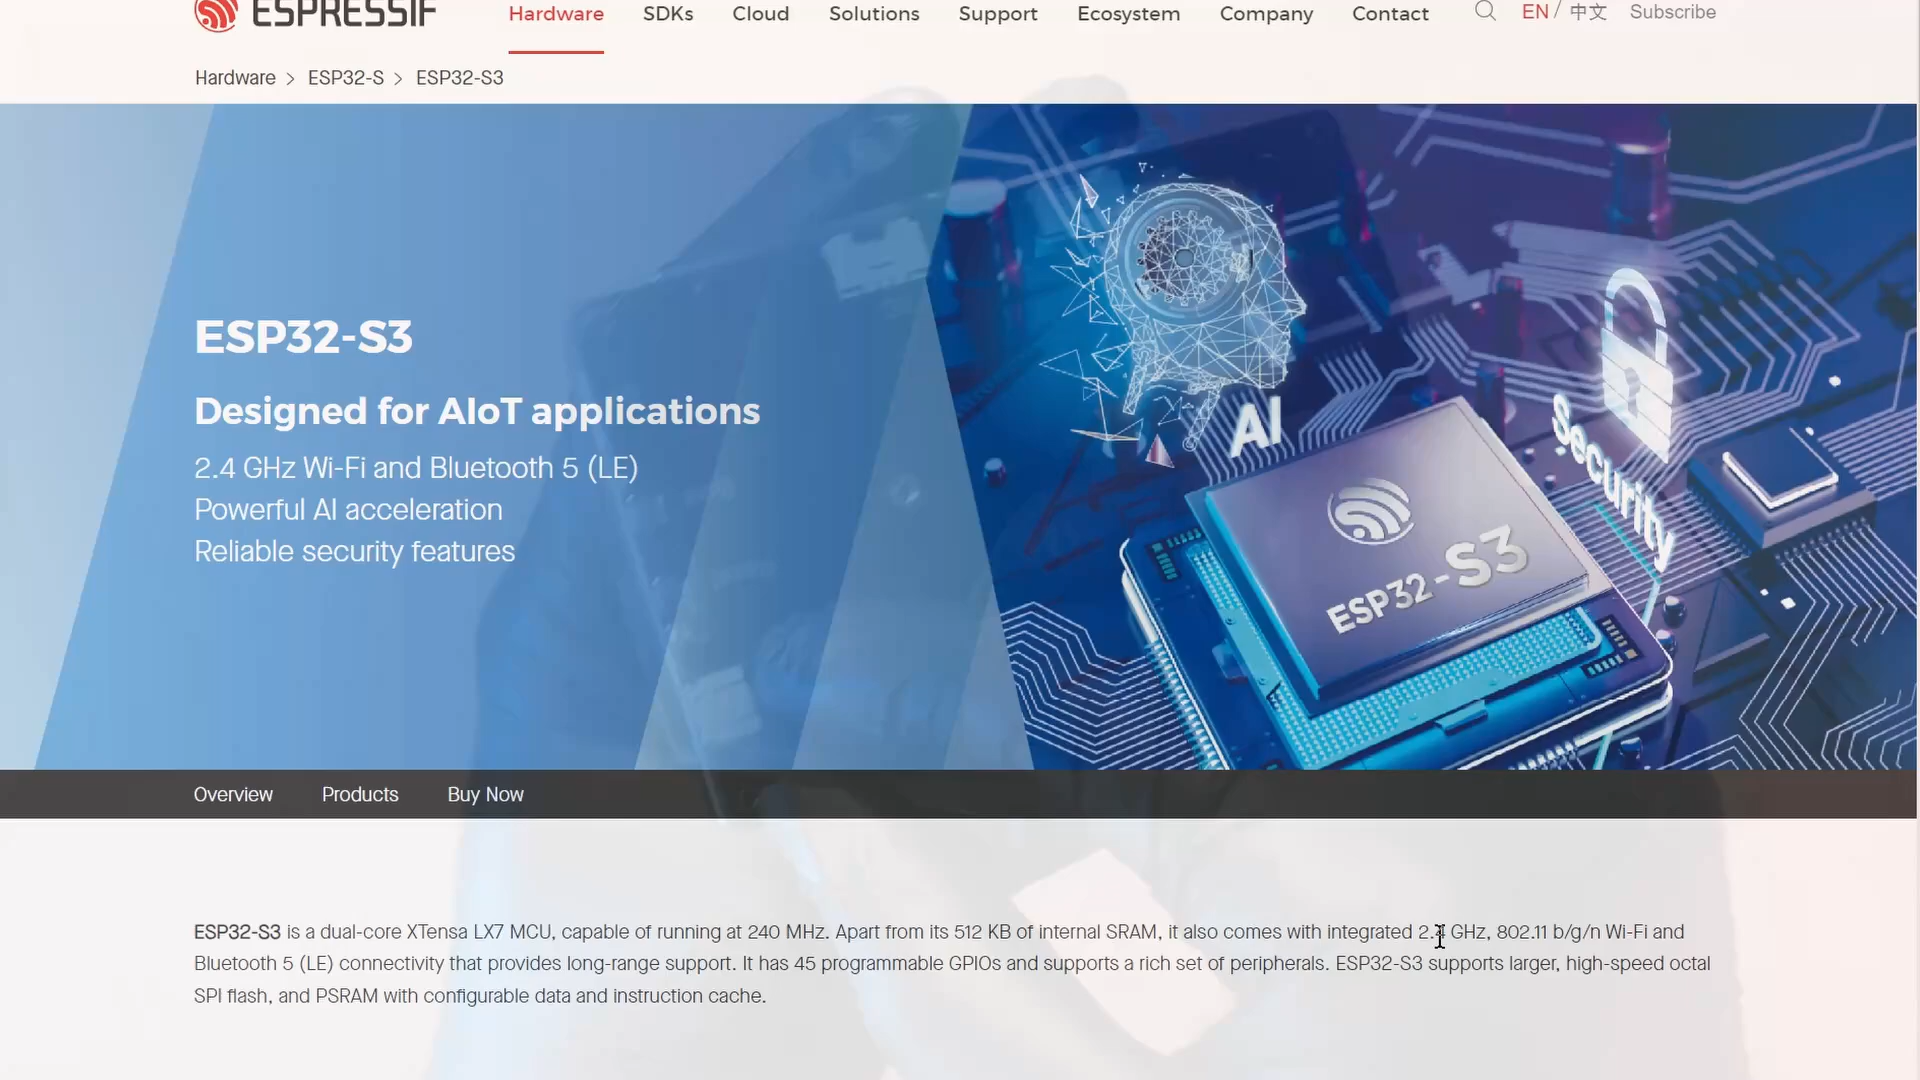 ESPRESSIF
Hardware SDKs Cloud Solutions Support Ecosystem Company Contact EN / 中文 Subscribe
Hardware > ESP32-S > ESP32-S3
ESP32-S3
Designed for AIoT applications
2.4 GHz Wi-Fi and Bluetooth 5 (LE)
Powerful AI acceleration
Reliable security features
AI
Security
ESP32-S3
Overview Products Buy Now
ESP32-S3 is a dual-core XTensa LX7 MCU, capable of running at 240 MHz. Apart from its 512 KB of internal SRAM, it also comes with integrated 2.4 GHz, 802.11 b/g/n Wi-Fi and
Bluetooth 5 (LE) connectivity that provides long-range support. It has 45 programmable GPIOs and supports a rich set of peripherals. ESP32-S3 supports larger, high-speed octal
SPI flash, and PSRAM with configurable data and instruction cache.